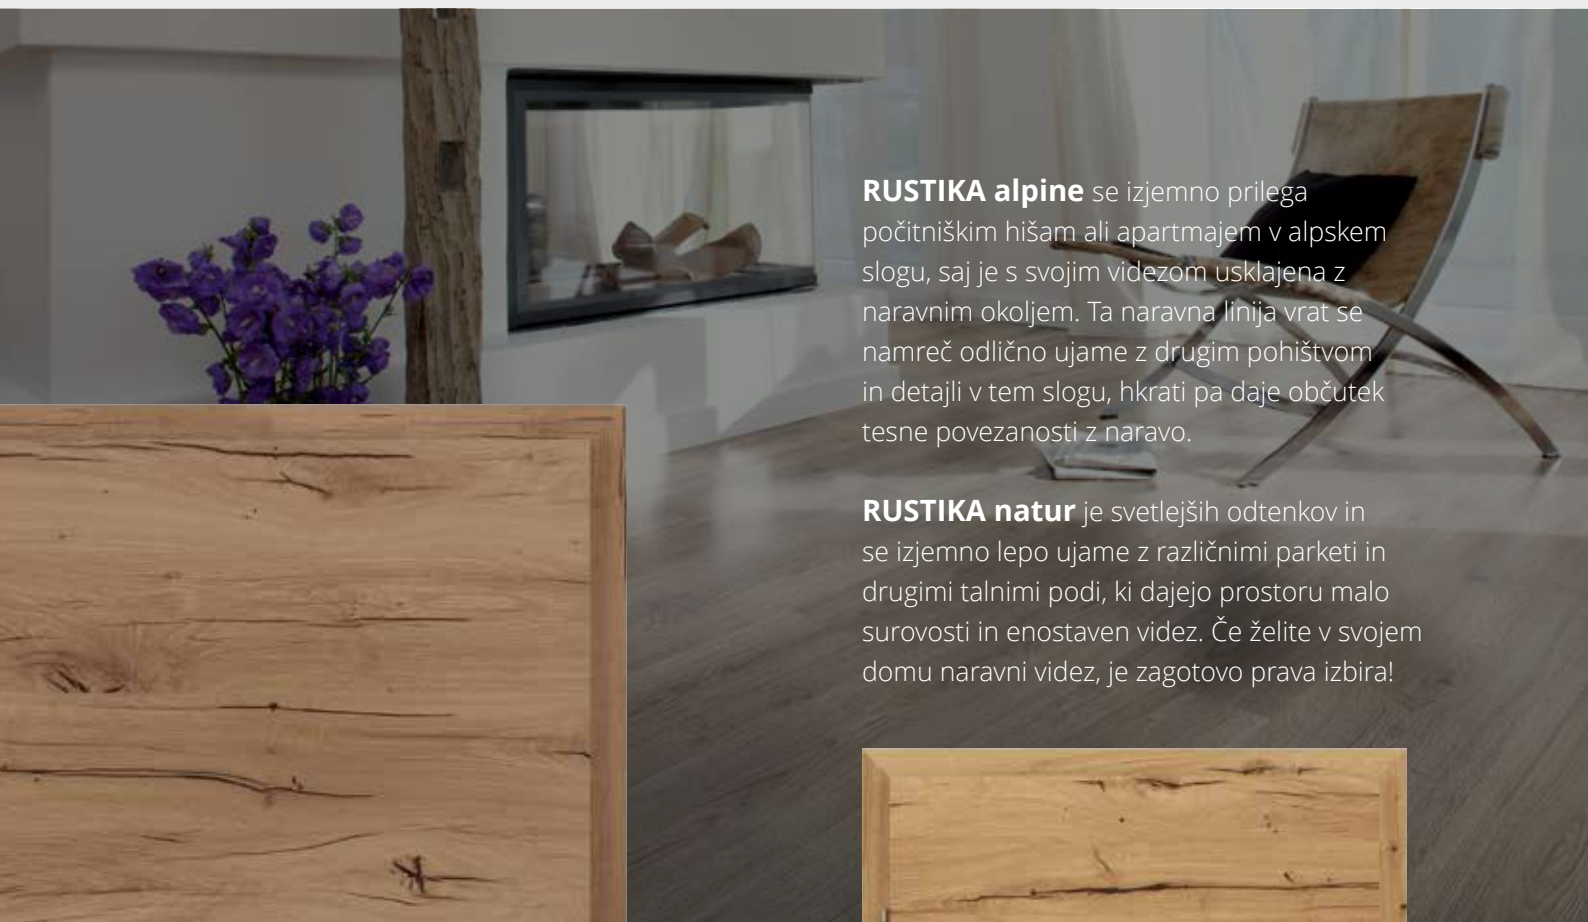 RUSTIKA alpine se izjemno prilega
počitniškim hišam ali apartmajem v alpskem
slogu, saj je s svojim videzom usklajena z
naravnim okoljem. Ta naravna linija vrat se
namreč odlično ujame z drugim pohištvom
in detajli v tem slogu, hkrati pa daje občutek
tesne povezanosti z naravo.
RUSTIKA natur je svetlejših odtenkov in
se izjemno lepo ujame z različnimi parketi in
drugimi talnimi podi, ki dajejo prostoru malo
surovosti in enostaven videz. Če želite v svojem
domu naravni videz, je zagotovo prava izbira!